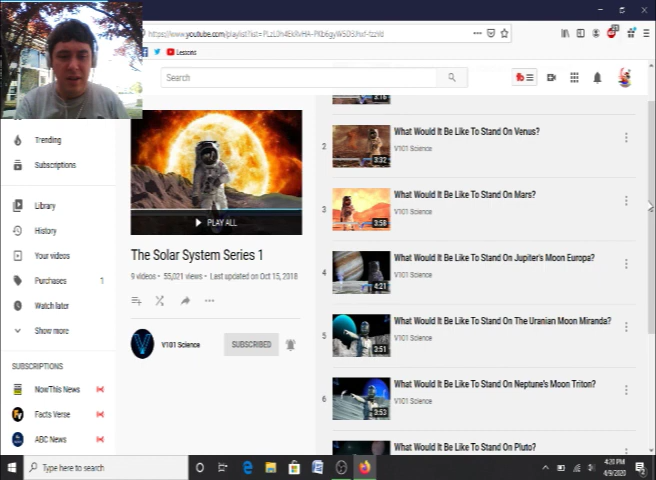 Lessons
Search
Trending
Subscriptions
Library
History
Your videos
Purchases 1
Watch later
Show more
SUBSCRIPTIONS
NowThis News
Facts Verse
ABC News
PLAY ALL
The Solar System Series 1
9 videos • 55,021 views • Last updated on Oct 15, 2018
V101 Science
SUBSCRIBED
3:18
2
What Would It Be Like To Stand On Venus?
V101 Science
3:32
3
What Would It Be Like To Stand On Mars?
V101 Science
3:58
4
What Would It Be Like To Stand On Jupiter's Moon Europa?
V101 Science
4:21
5
What Would It Be Like To Stand On The Uranian Moon Miranda?
V101 Science
3:51
6
What Would It Be Like To Stand On Neptune's Moon Triton?
V101 Science
3:53
What Would It Be Like To Stand On Pluto?
Type here to search
4:20 PM
4/9/2020